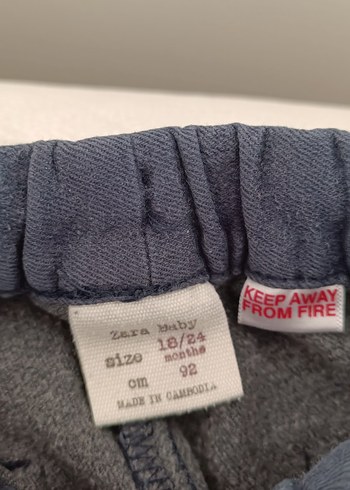 Zara Baby
size 18/24
months
cm 92
MADE IN CAMBODIA
KEEP AWAY
FROM FIRE